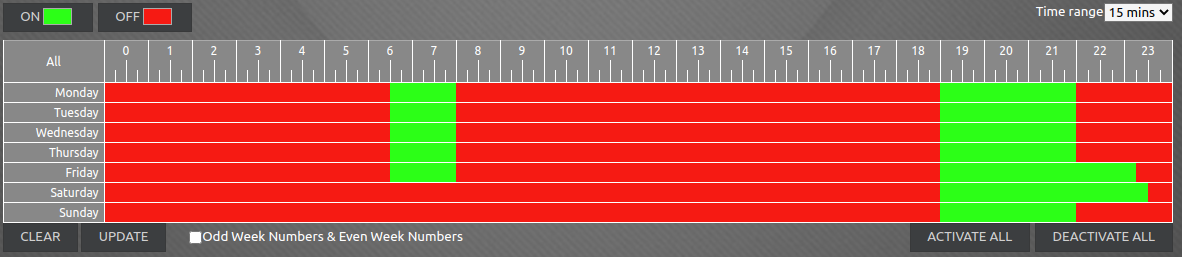 ON OFF Time range 15 mins
All 0 1 2 3 4 5 6 7 8 9 10 11 12 13 14 15 16 17 18 19 20 21 22 23
Monday
Tuesday
Wednesday
Thursday
Friday
Saturday
Sunday
CLEAR UPDATE Odd Week Numbers & Even Week Numbers ACTIVATE ALL DEACTIVATE ALL